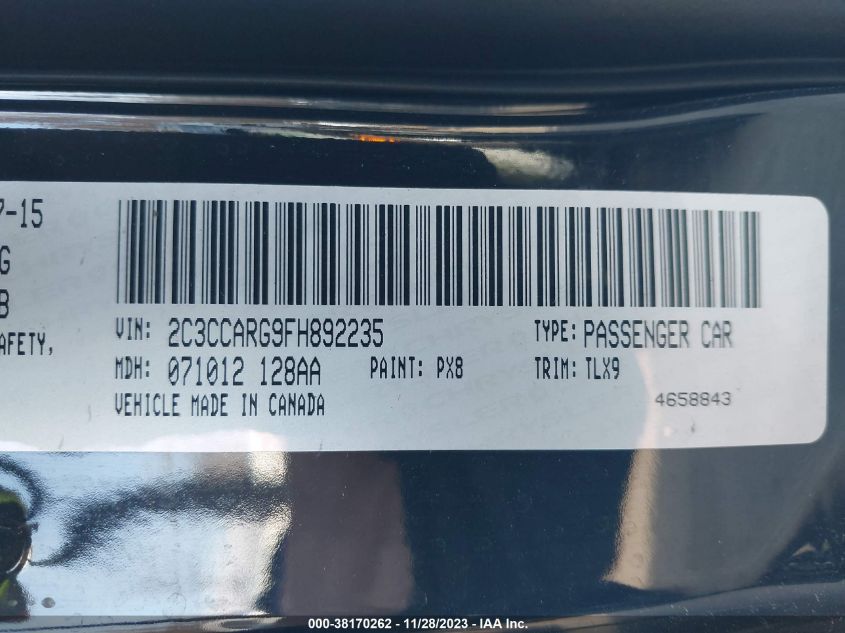 7-15
G
B
AFETY,
VIN: 2C3CCARG9FH892235 TYPE: PASSENGER CAR
MDH: 071012 128AA PAINT: PX8 TRIM: TLX9
VEHICLE MADE IN CANADA 4658843
000-38170262 - 11/28/2023 - IAA Inc.